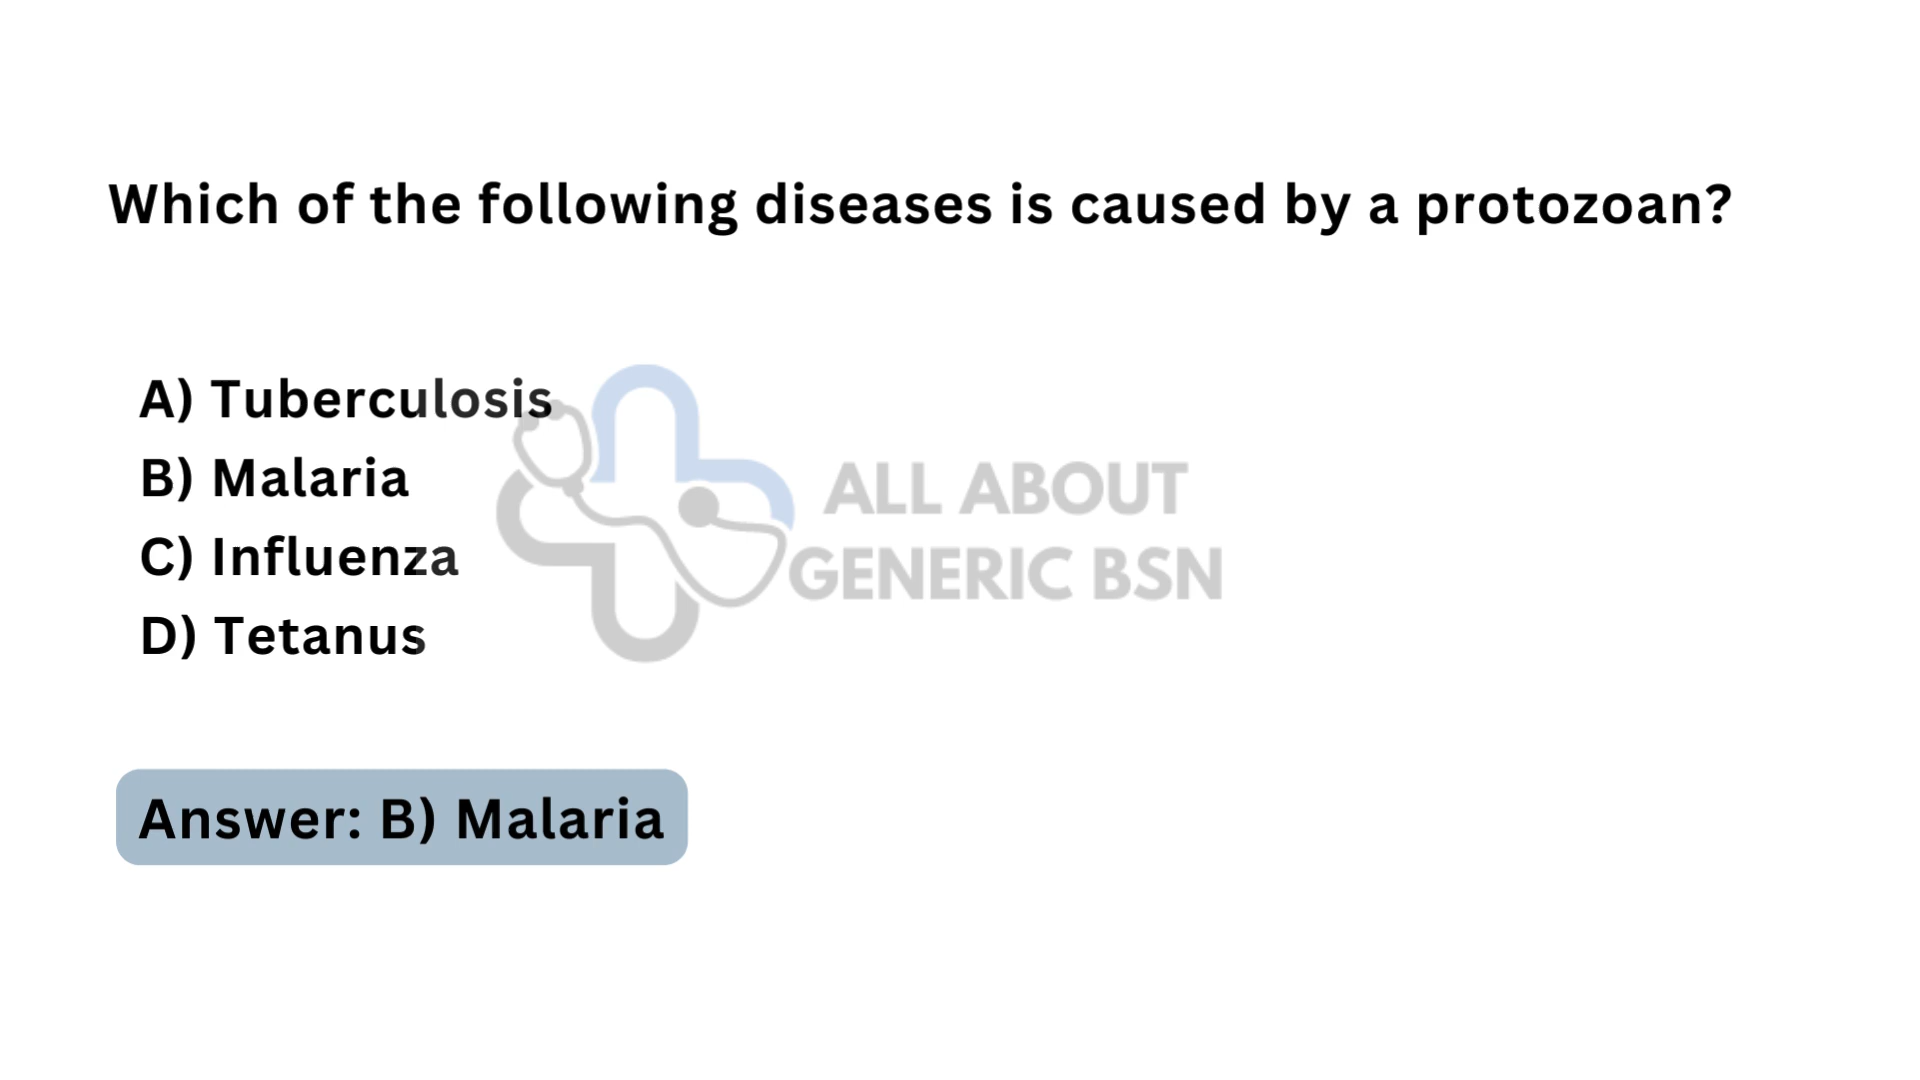 Which of the following diseases is caused by a protozoan?
A) Tuberculosis
B) Malaria
C) Influenza
D) Tetanus
ALL ABOUT
GENERIC BSN
Answer: B) Malaria